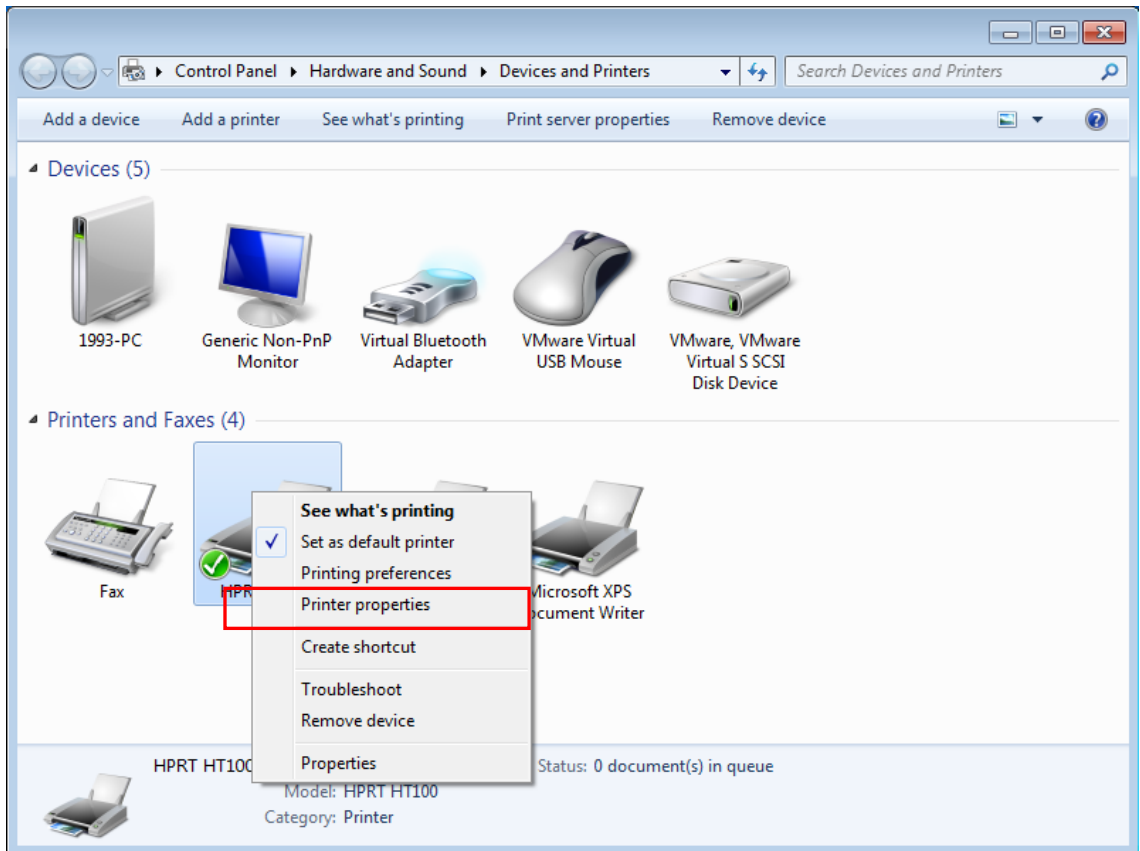 Control Panel ▸ Hardware and Sound ▸ Devices and Printers
Search Devices and Printers
Add a device Add a printer See what's printing Print server properties Remove device
Devices (5)
1993-PC
Generic Non-PnP
Monitor
Virtual Bluetooth
Adapter
VMware Virtual
USB Mouse
VMware, VMware
Virtual S SCSI
Disk Device
Printers and Faxes (4)
Fax
Microsoft XPS
Document Writer
See what's printing
Set as default printer
Printing preferences
Printer properties
Create shortcut
Troubleshoot
Remove device
Properties
HPRT HT100 Status: 0 document(s) in queue
Model: HPRT HT100
Category: Printer